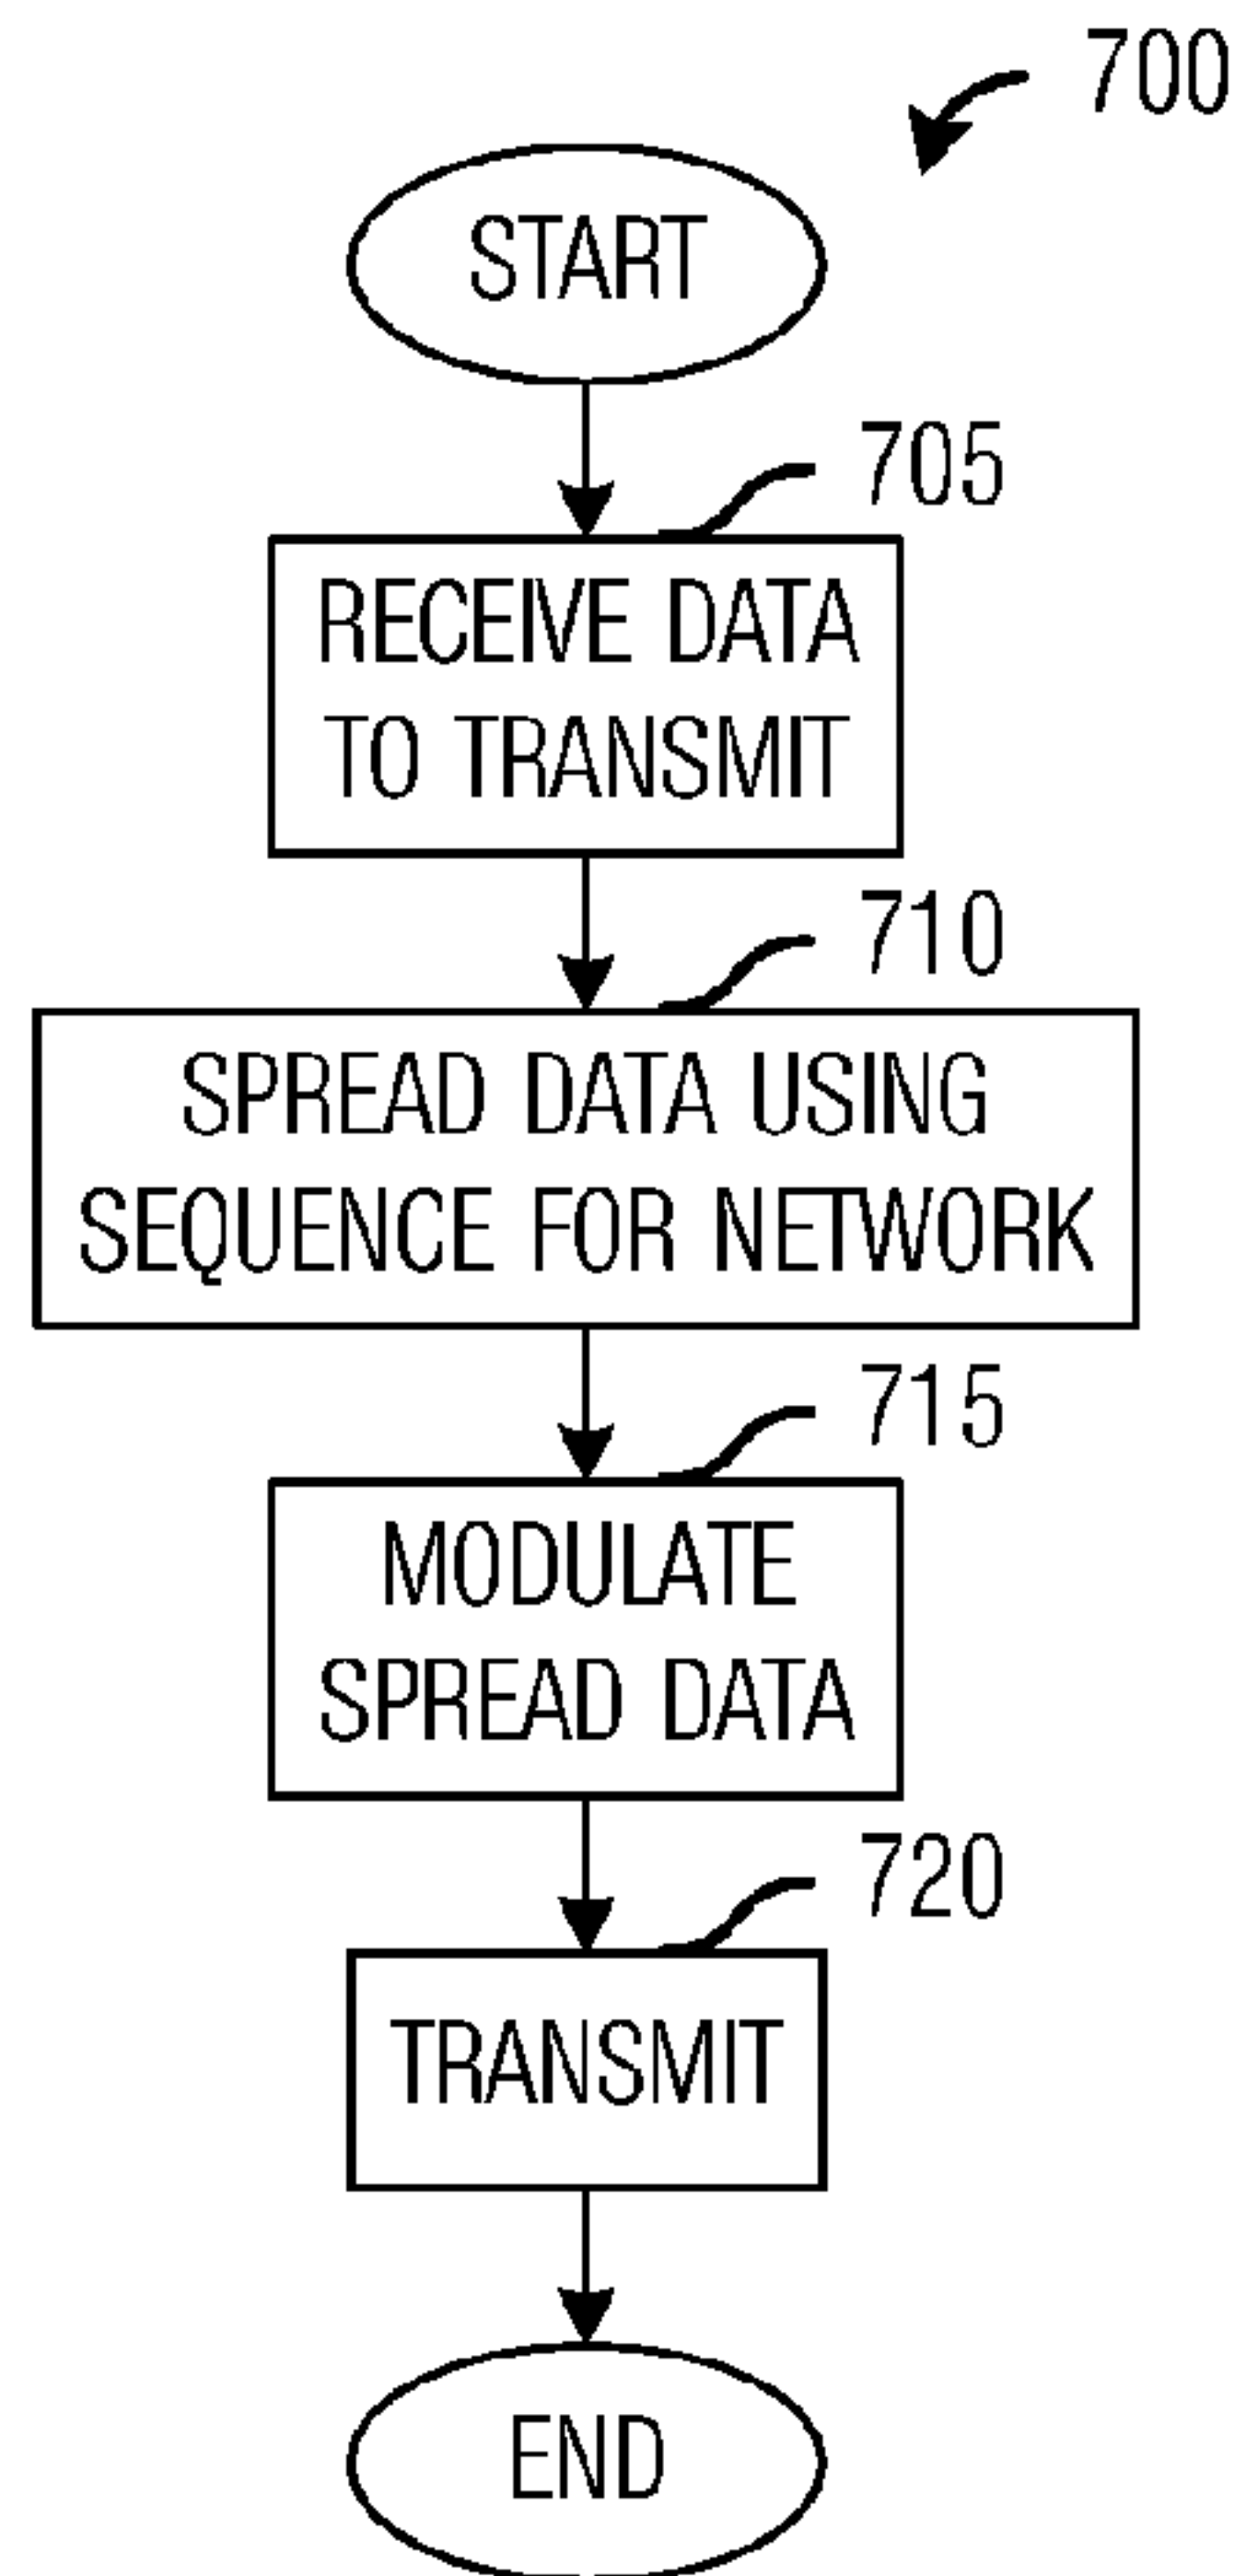 700
START
705
RECEIVE DATA
TO TRANSMIT
710
SPREAD DATA USING
SEQUENCE FOR NETWORK
715
MODULATE
SPREAD DATA
720
TRANSMIT
END